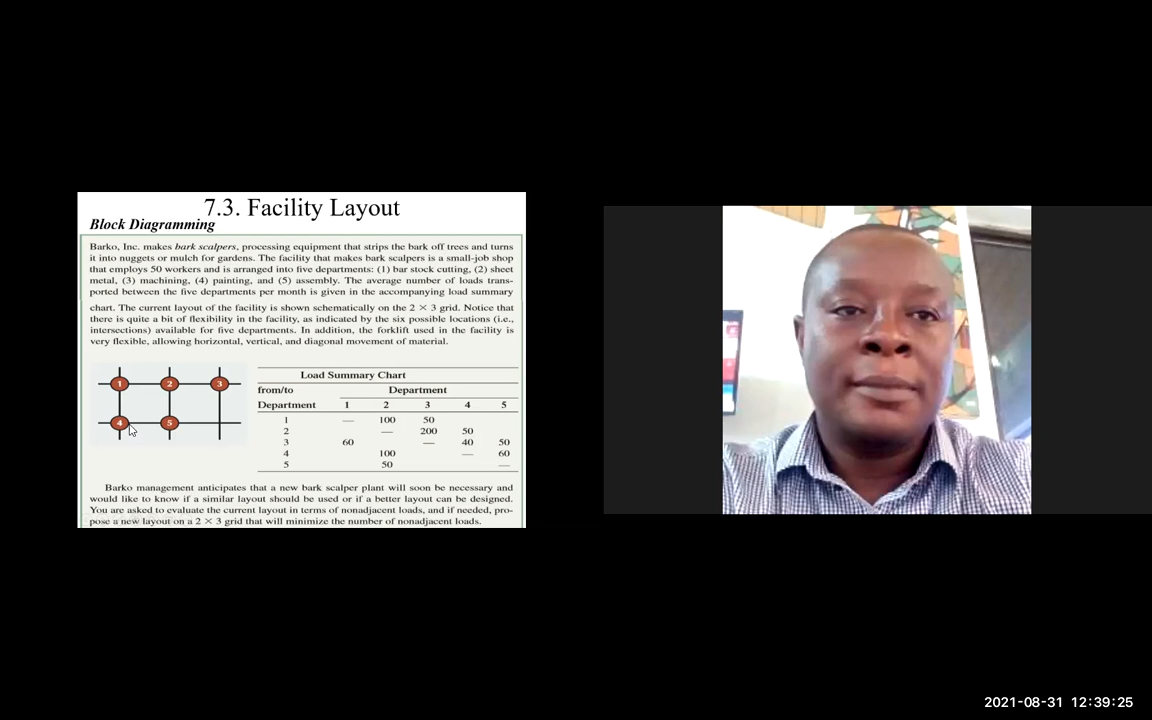 7.3. Facility Layout
Block Diagramming
Barko, Inc. makes bark scalpers, processing equipment that strips the bark off trees and turns
it into nuggets or mulch for gardens. The facility that makes bark scalpers is a small-job shop
that employs 50 workers and is arranged into five departments: (1) bar stock cutting, (2) sheet
metal, (3) machining, (4) painting, and (5) assembly. The average number of loads trans-
ported between the five departments per month is given in the accompanying load summary
chart. The current layout of the facility is shown schematically on the 2 × 3 grid. Notice that
there is quite a bit of flexibility in the facility, as indicated by the six possible locations (i.e.,
intersections) available for five departments. In addition, the forklift used in the facility is
very flexible, allowing horizontal, vertical, and diagonal movement of material.
1 2 3
4 5
Load Summary Chart
from/to Department
Department 1 2 3 4 5
1 — 100 50
2 — 200 50
3 60 — 40 50
4 100 — 60
5 50 —
Barko management anticipates that a new bark scalper plant will soon be necessary and
would like to know if a similar layout should be used or if a better layout can be designed.
You are asked to evaluate the current layout in terms of nonadjacent loads, and if needed, pro-
pose a new layout on a 2 × 3 grid that will minimize the number of nonadjacent loads.
2021-08-31 12:39:25